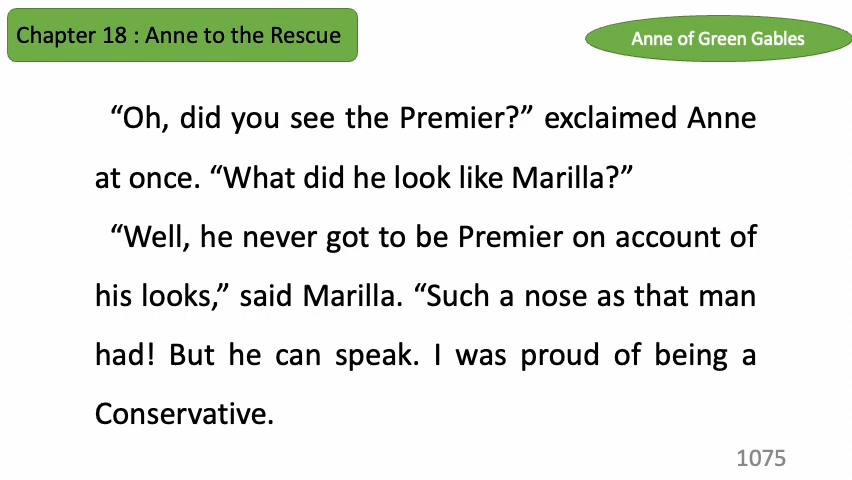 Chapter 18 : Anne to the Rescue
Anne of Green Gables
“Oh, did you see the Premier?” exclaimed Anne
at once. “What did he look like Marilla?”
“Well, he never got to be Premier on account of
his looks,” said Marilla. “Such a nose as that man
had! But he can speak. I was proud of being a
Conservative.
1075